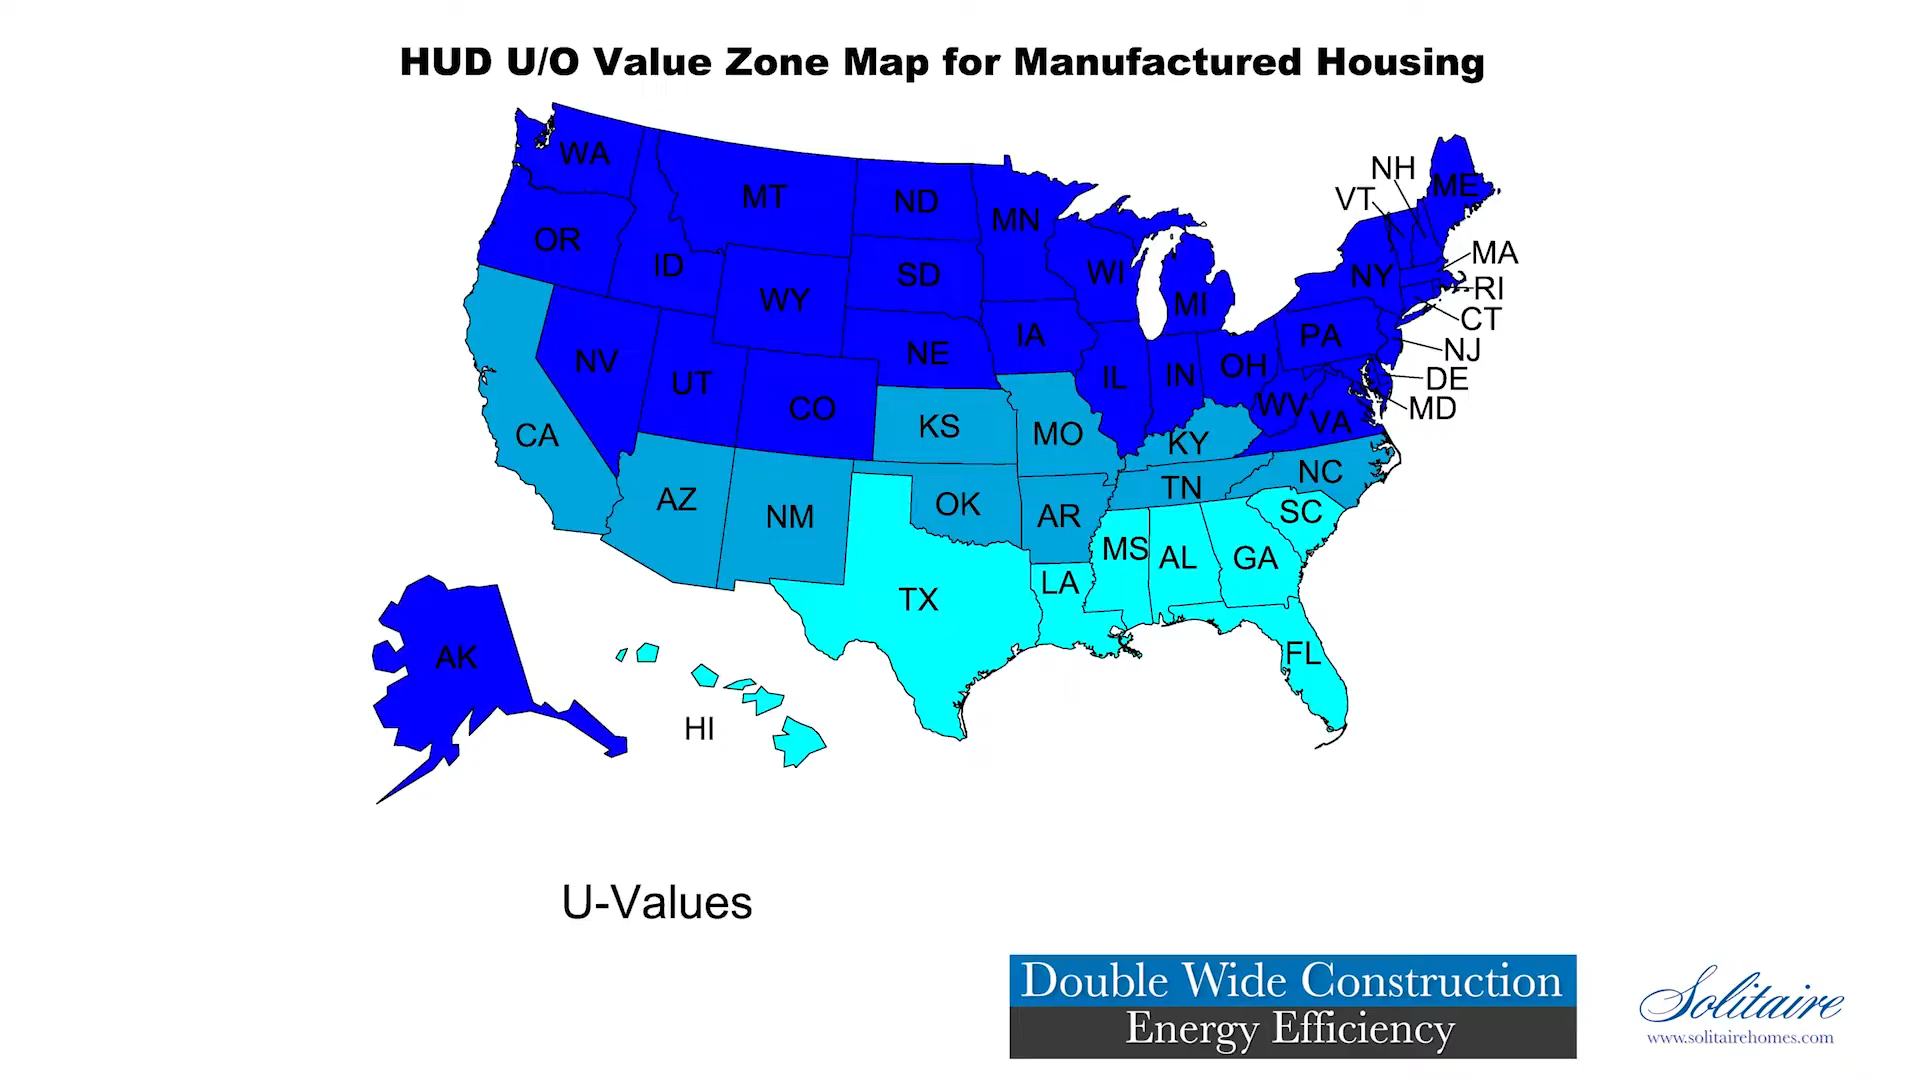 HUD U/O Value Zone Map for Manufactured Housing
WA
MT
ND
MN
NH
VT
ME
OR
ID
WY
SD
WI
MI
NY
MA
RI
CT
NV
UT
CO
NE
IA
IL
IN
OH
PA
NJ
DE
MD
WV
VA
CA
KS
MO
KY
AZ
NM
OK
AR
TN
NC
SC
TX
LA
MS
AL
GA
FL
AK
HI
U-Values
Double Wide Construction
Energy Efficiency
Solitaire
www.solitairehomes.com